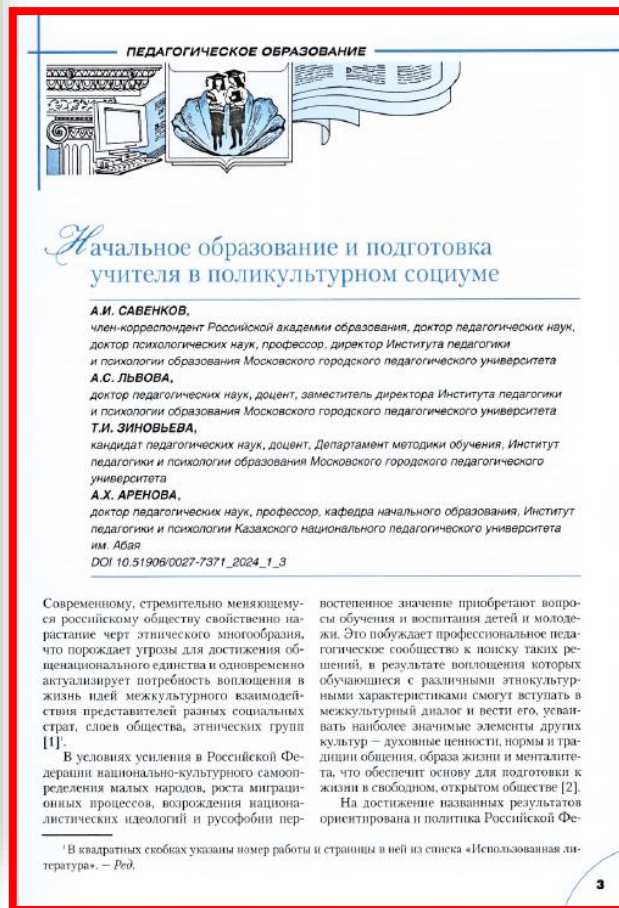 ПЕДАГОГИЧЕСКОЕ ОБРАЗОВАНИЕ
Начальное образование и подготовка
учителя в поликультурном социуме
А.И. САВЕНКОВ,
член-корреспондент Российской академии образования, доктор педагогических наук,
доктор психологических наук, профессор, директор Института педагогики
и психологии образования Московского городского педагогического университета
А.С. ЛЬВОВА,
доктор педагогических наук, доцент, заместитель директора Института педагогики
и психологии образования Московского городского педагогического университета
Т.И. ЗИНОВЬЕВА,
кандидат педагогических наук, доцент, Департамент методики обучения, Институт
педагогики и психологии образования Московского городского педагогического
университета
А.Х. АРЕНОВА,
доктор педагогических наук, профессор, кафедра начального образования, Институт
педагогики и психологии Казахского национального педагогического университета
им. Абая
DOI 10.51906/0027-7371_2024_1_3
Современному, стремительно меняющему-
ся российскому обществу свойственно на-
растание черт этнического многообразия,
что порождает угрозы для достижения об-
щенационального единства и одновременно
актуализирует потребность воплощения в
жизнь идей межкультурного взаимодей-
ствия представителей разных социальных
страт, слоев общества, этнических групп
[1]¹.
В условиях усиления в Российской Фе-
дерации национально-культурного самооп-
ределения малых народов, роста миграци-
онных процессов, возрождения национа-
листических идеологий и русофобии пер-
востепенное значение приобретают вопро-
сы обучения и воспитания детей и молоде-
жи. Это побуждает профессиональное педа-
гогическое сообщество к поиску таких ре-
шений, в результате воплощения которых
обучающиеся с различными этнокультур-
ными характеристиками смогут вступать в
межкультурный диалог и вести его, усваи-
вать наиболее значимые элементы других
культур — духовные ценности, нормы и тра-
диции общения, образа жизни и менталите-
та, что обеспечит основу для подготовки к
жизни в свободном, открытом обществе [2].
На достижение названных результатов
ориентирована и политика Российской Фе-
¹ В квадратных скобках указаны номер работы и страницы в ней из списка «Использованная ли-
тература». — Ред.
3